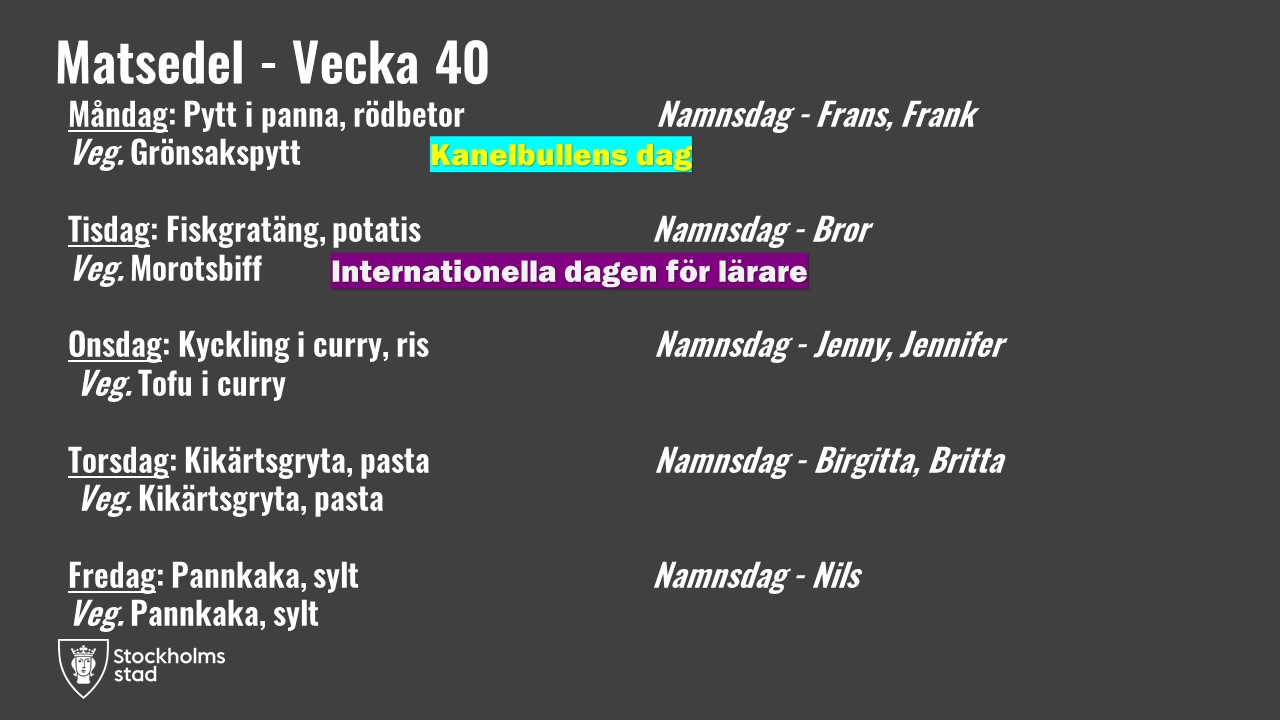 Matsedel - Vecka 40
Måndag: Pytt i panna, rödbetor Namnsdag - Frans, Frank
Veg. Grönsakspytt Kanelbullens dag
Tisdag: Fiskgratäng, potatis Namnsdag - Bror
Veg. Morotsbiff Internationella dagen för lärare
Onsdag: Kyckling i curry, ris Namnsdag - Jenny, Jennifer
Veg. Tofu i curry
Torsdag: Kikärtsgryta, pasta Namnsdag - Birgitta, Britta
Veg. Kikärtsgryta, pasta
Fredag: Pannkaka, sylt Namnsdag - Nils
Veg. Pannkaka, sylt
Stockholms
stad